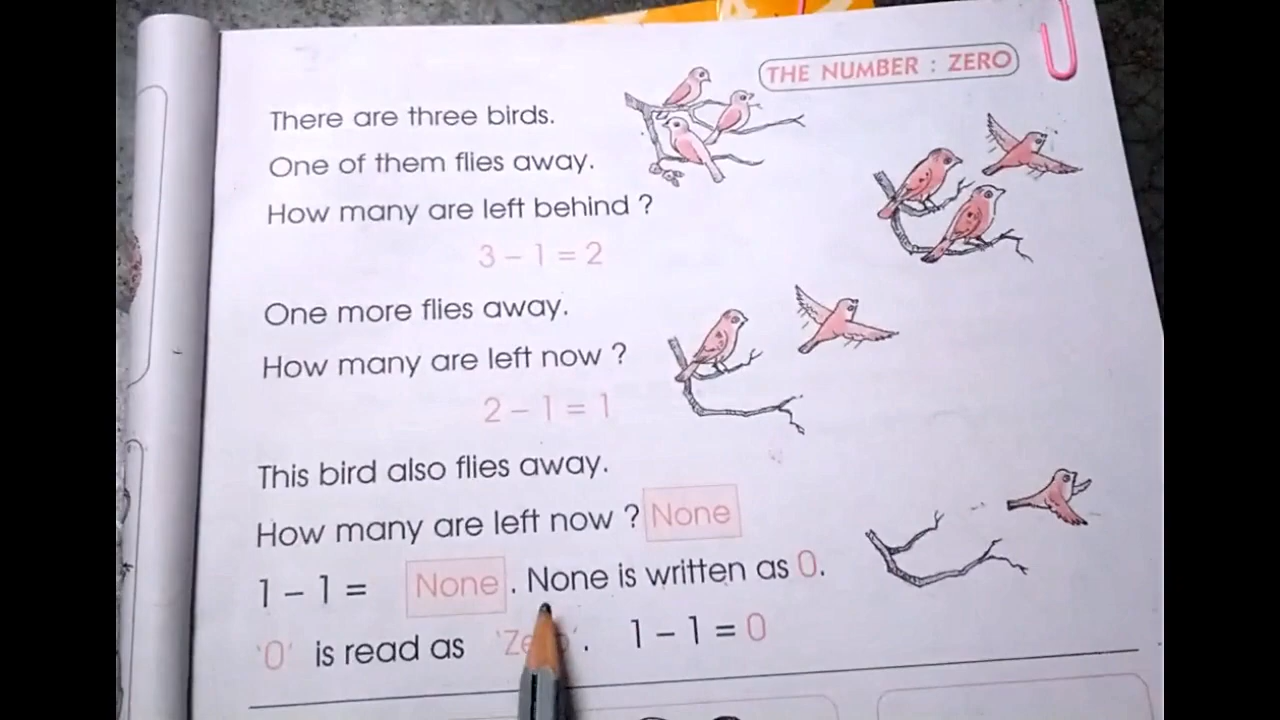 THE NUMBER : ZERO
There are three birds.
One of them flies away.
How many are left behind ?
3 – 1 = 2
One more flies away.
How many are left now ?
2 – 1 = 1
This bird also flies away.
How many are left now ? None
1 – 1 = None . None is written as 0.
'0' is read as 'Zero'. 1 – 1 = 0